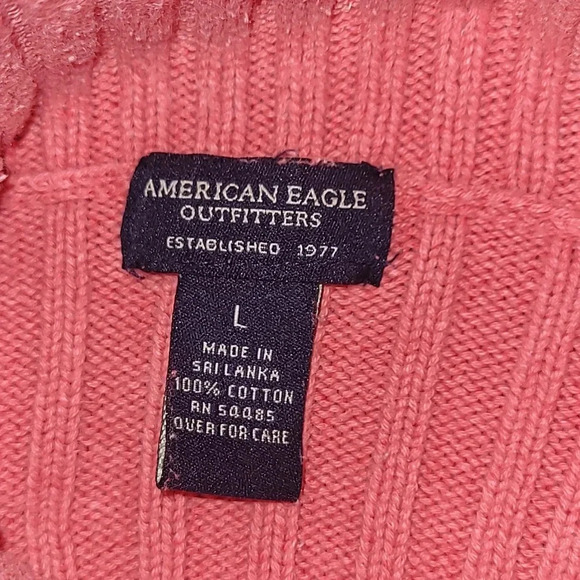 AMERICAN EAGLE
OUTFITTERS
ESTABLISHED 1977
L
MADE IN
SRI LANKA
100% COTTON
RN 54485
OVER FOR CARE